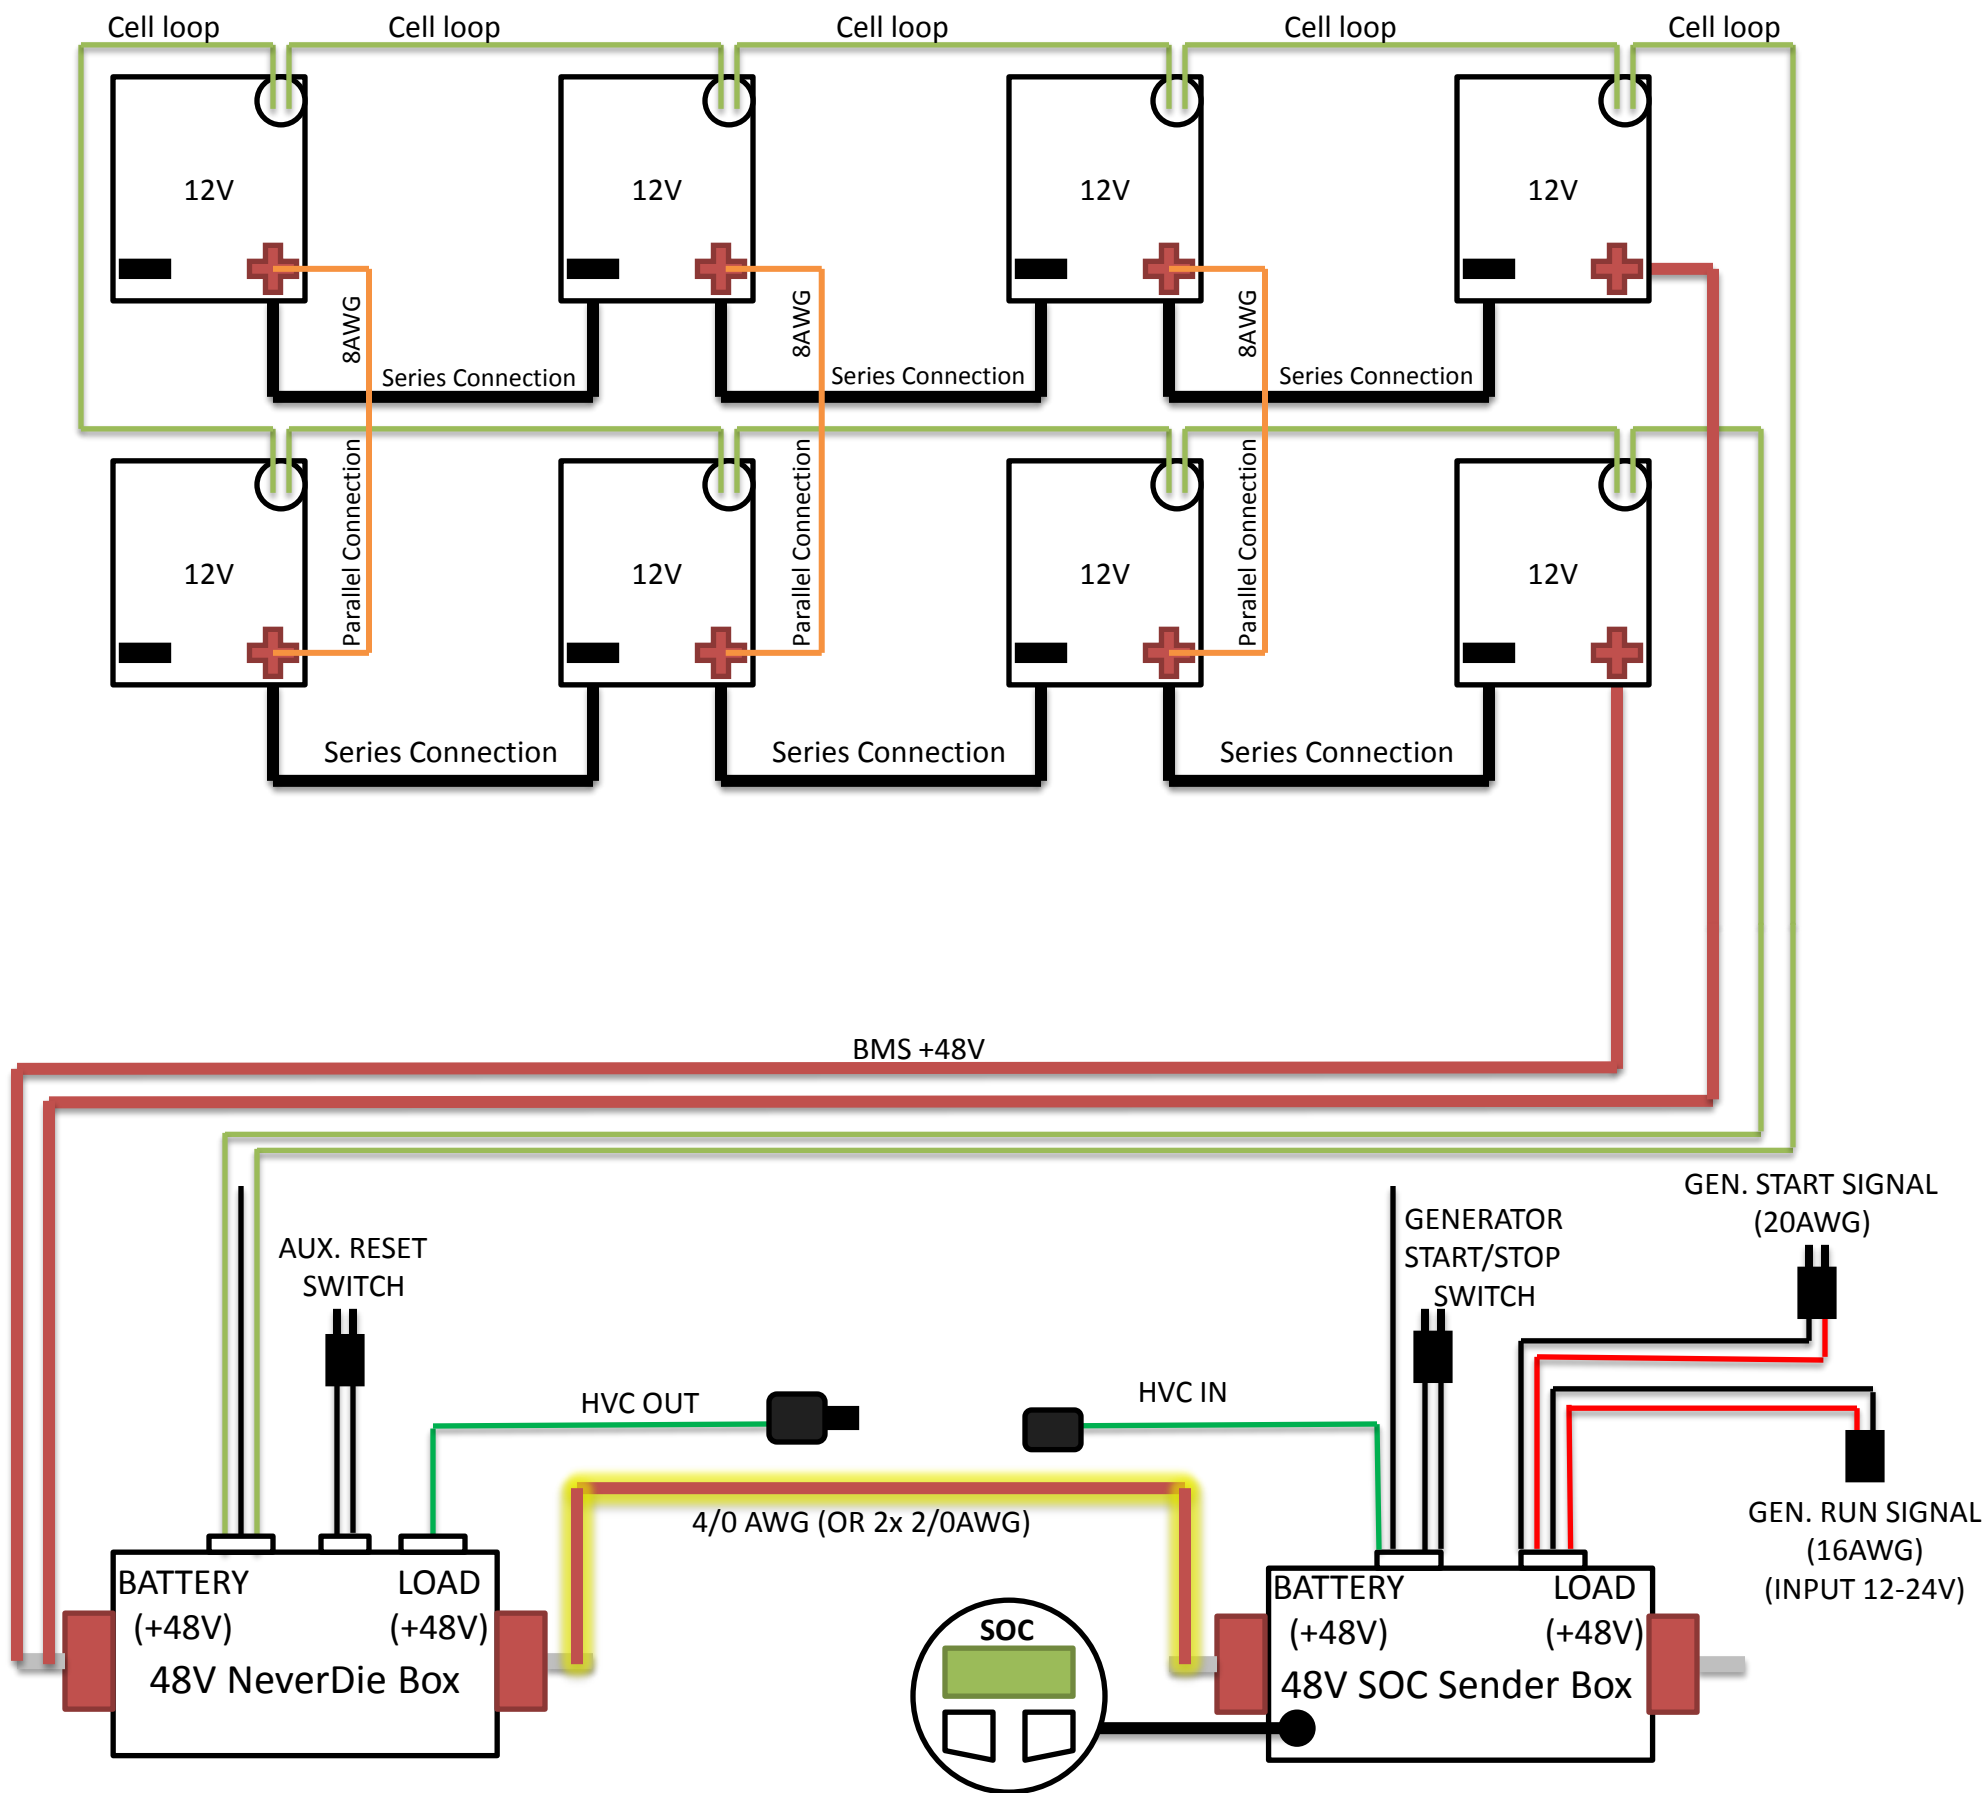 Cell loop
Cell loop
Cell loop
Cell loop
Cell loop
12V
12V
12V
12V
8AWG
8AWG
8AWG
Series Connection
Series Connection
Series Connection
Parallel Connection
Parallel Connection
Parallel Connection
12V
12V
12V
12V
Series Connection
Series Connection
Series Connection
BMS +48V
AUX. RESET
SWITCH
GENERATOR
START/STOP
SWITCH
GEN. START SIGNAL
(20AWG)
HVC OUT
HVC IN
4/0 AWG (OR 2x 2/0AWG)
GEN. RUN SIGNAL
(16AWG)
(INPUT 12-24V)
BATTERY
(+48V)
LOAD
(+48V)
48V NeverDie Box
SOC
BATTERY
(+48V)
LOAD
(+48V)
48V SOC Sender Box